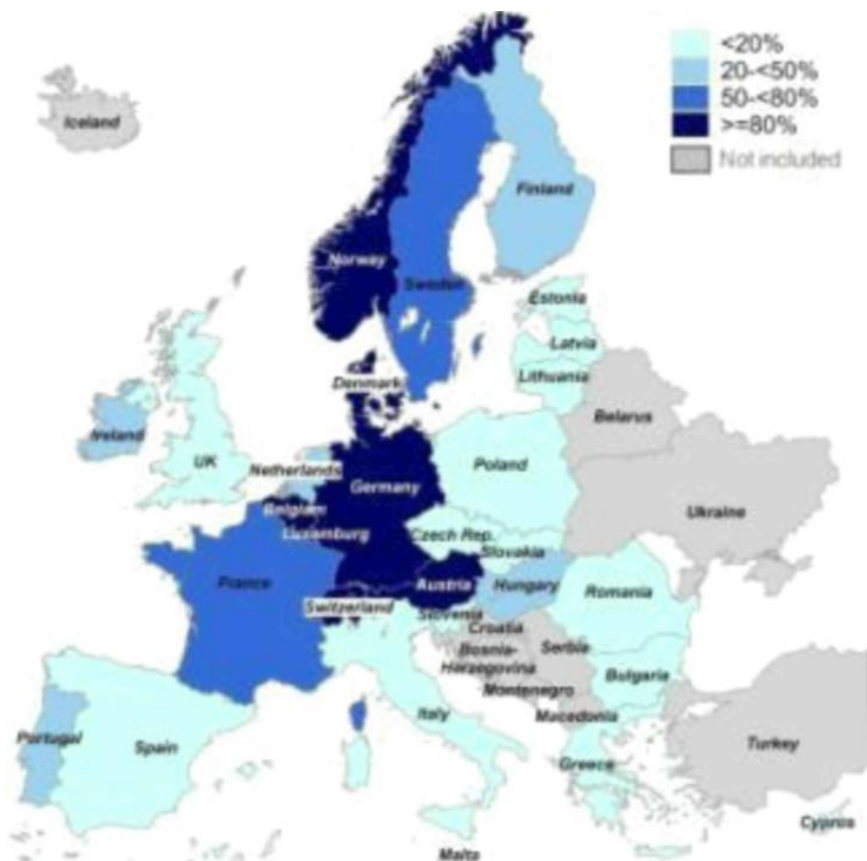 <20%
20-<50%
50-<80%
>=80%
Not included
Iceland
Finland
Norway
Sweden
Estonia
Latvia
Lithuania
Denmark
Belarus
Ireland
UK
Netherlands
Poland
Germany
Belgium
Ukraine
Luxemburg
Czech Rep.
Slovakia
France
Austria
Hungary
Romania
Switzerland
Slovenia
Croatia
Serbia
Bosnia-
Herzegovina
Bulgaria
Montenegro
Italy
Macedonia
Portugal
Spain
Turkey
Greece
Cyprus
Malta